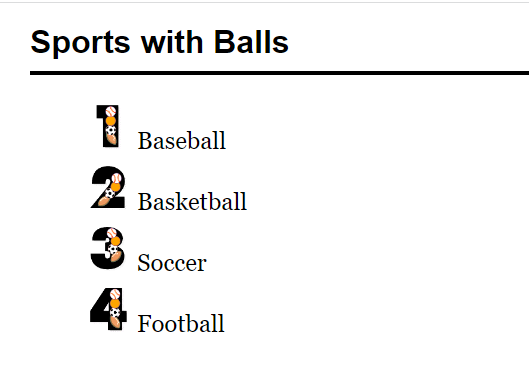 Sports with Balls
1 Baseball
2 Basketball
3 Soccer
4 Football